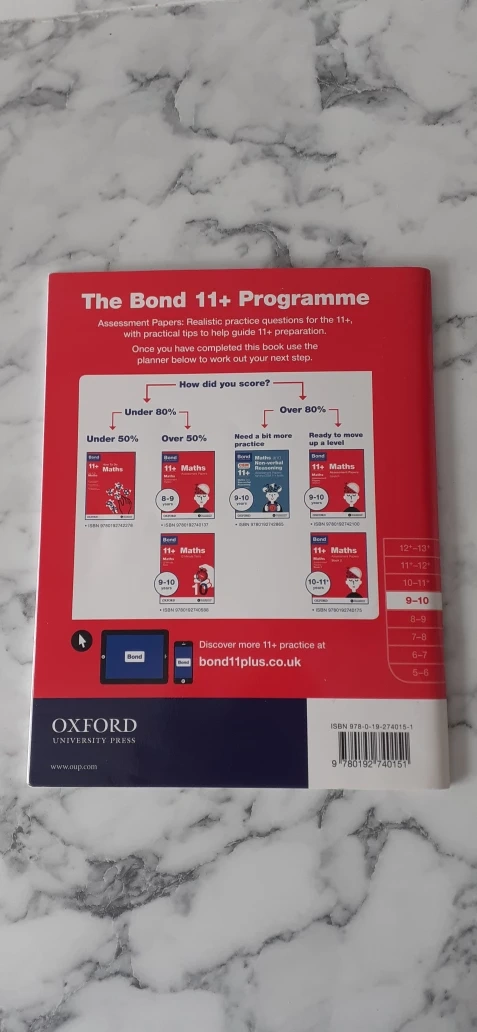 The Bond 11+ Programme
Assessment Papers: Realistic practice questions for the 11+,
with practical tips to help guide 11+ preparation.
Once you have completed this book use the
planner below to work out your next step.
How did you score?
Under 80%
Over 80%
Under 50%
Over 50%
Need a bit more
practice
Ready to move
up a level
Bond
11+
Maths
Bond
11+ Maths
8-9
years
Bond
11+
Maths and
Non-verbal
Reasoning
9-10
years
Bond
11+ Maths
9-10
years
• ISBN 9780192742131
Bond
11+ Maths
9-10
years
Bond
11+ Maths
10-11+
years
12+-13+
11+-12+
10-11+
9-10
8-9
7-8
6-7
5-6
Bond
Bond
Discover more 11+ practice at
bond11plus.co.uk
OXFORD
UNIVERSITY PRESS
www.oup.com
ISBN 978-0-19-274015-1
9 780192 740151